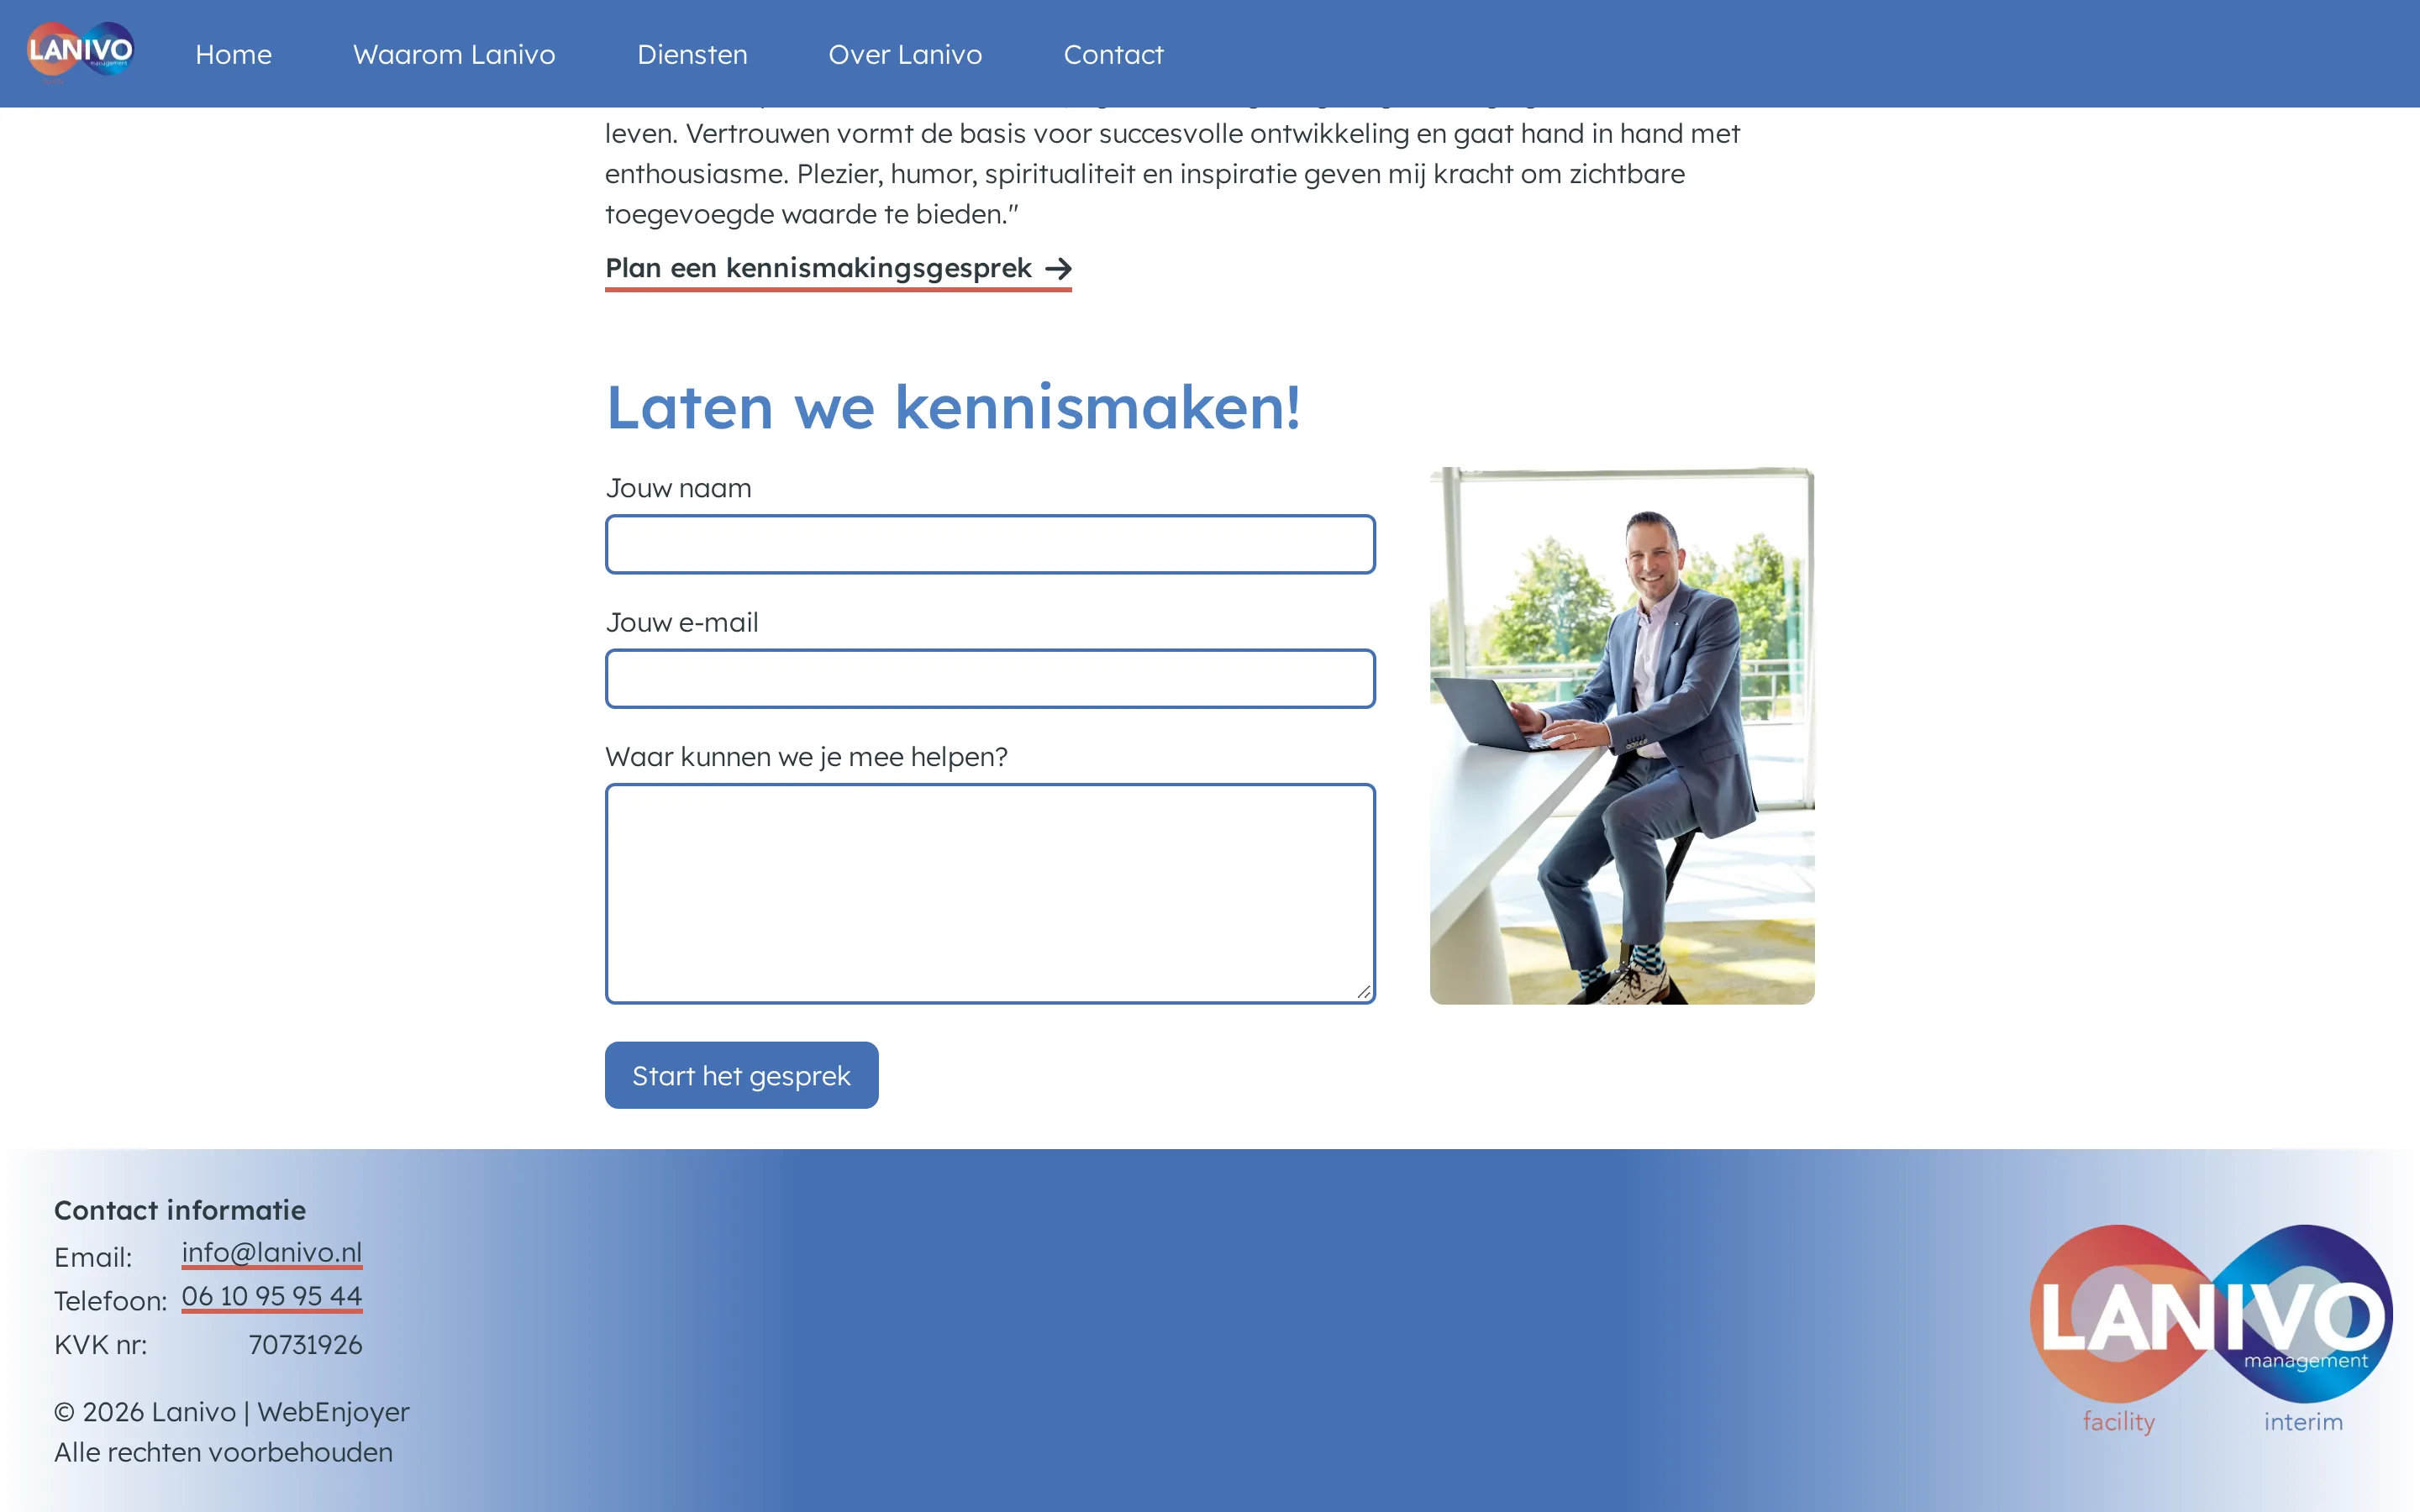 LANIVO
management
Home
Waarom Lanivo
Diensten
Over Lanivo
Contact
leven. Vertrouwen vormt de basis voor succesvolle ontwikkeling en gaat hand in hand met
enthousiasme. Plezier, humor, spiritualiteit en inspiratie geven mij kracht om zichtbare
toegevoegde waarde te bieden."
Plan een kennismakingsgesprek →
Laten we kennismaken!
Jouw naam
Jouw e-mail
Waar kunnen we je mee helpen?
Start het gesprek
Contact informatie
Email: info@lanivo.nl
Telefoon: 06 10 95 95 44
KVK nr: 70731926
© 2026 Lanivo | WebEnjoyer
Alle rechten voorbehouden
LANIVO
management
facility
interim